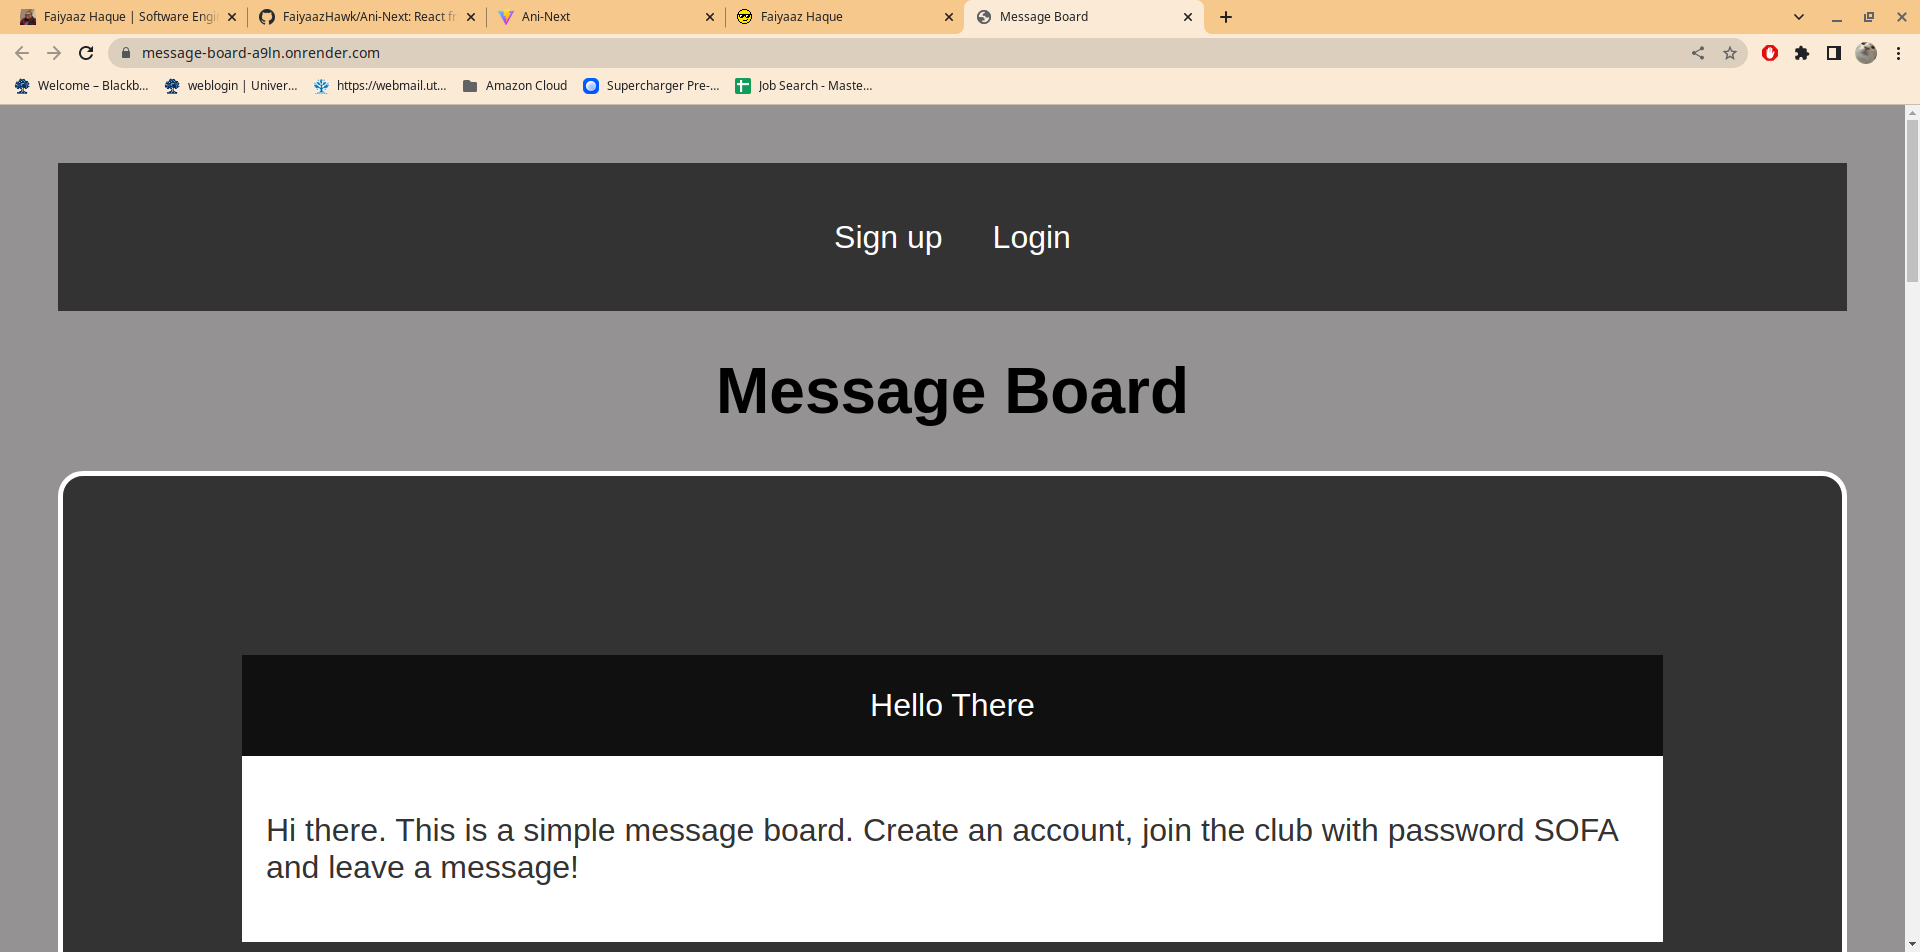 Faiyaaz Haque | Software Engi
FaiyaazHawk/Ani-Next: React fr
Ani-Next
Faiyaaz Haque
Message Board
message-board-a9ln.onrender.com
Welcome – Blackb...
weblogin | Univer...
https://webmail.ut...
Amazon Cloud
Supercharger Pre-...
Job Search - Maste...
Sign up
Login
Message Board
Hello There
Hi there. This is a simple message board. Create an account, join the club with password SOFA
and leave a message!